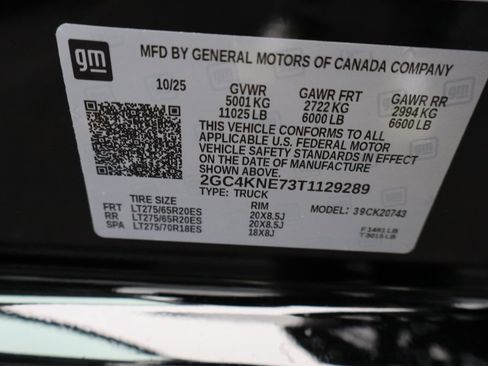 gm
MFD BY GENERAL MOTORS OF CANADA COMPANY
10/25 GVWR GAWR FRT GAWR RR
5001 KG 2722 KG 2994 KG
11025 LB 6000 LB 6600 LB
THIS VEHICLE CONFORMS TO ALL
APPLICABLE U.S. FEDERAL MOTOR
VEHICLE SAFETY STANDARDS IN EFFECT
ON THE DATE OF MANUFACTURE
SHOWN ABOVE.
2GC4KNE73T1129289
TYPE: TRUCK
TIRE SIZE RIM MODEL: 39CK20743
FRT LT275/65R20ES 20X8.5J
RR LT275/65R20ES 20X8.5J
SPA LT275/70R18ES 18X8J